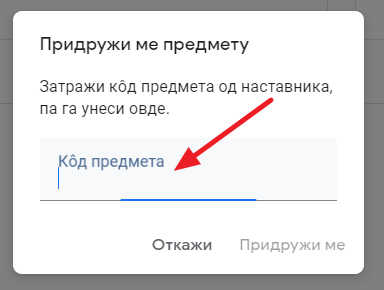 Придружи ме предмету
Затражи кôд предмета од наставника,
па га унеси овде.
Кôд предмета
Откажи Придружи ме